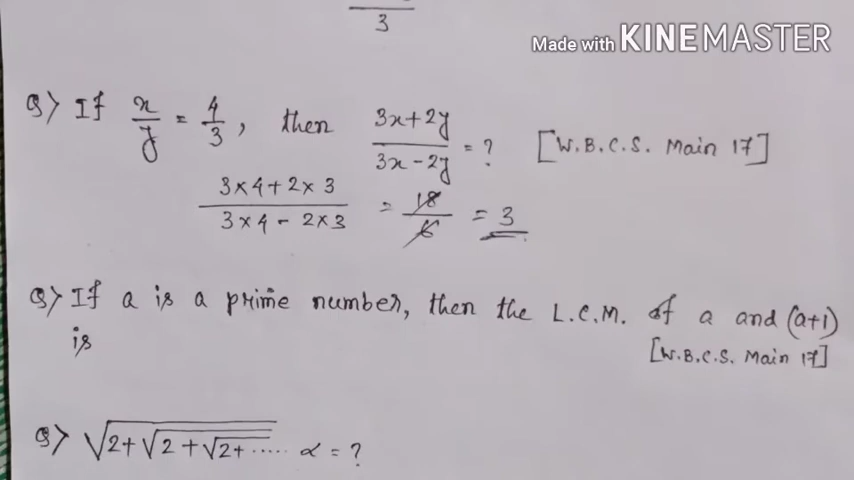 3
Made with KINEMASTER
Q> If x/y = 4/3, then (3x+2y)/(3x-2y) = ? [W.B.C.S. Main 17]
(3×4+2×3)/(3×4-2×3) = 18/6 = 3
Q> If a is a prime number, then the L.C.M. of a and (a+1)
is [W.B.C.S. Main 17]
Q> √2+√2+√2+..... α = ?